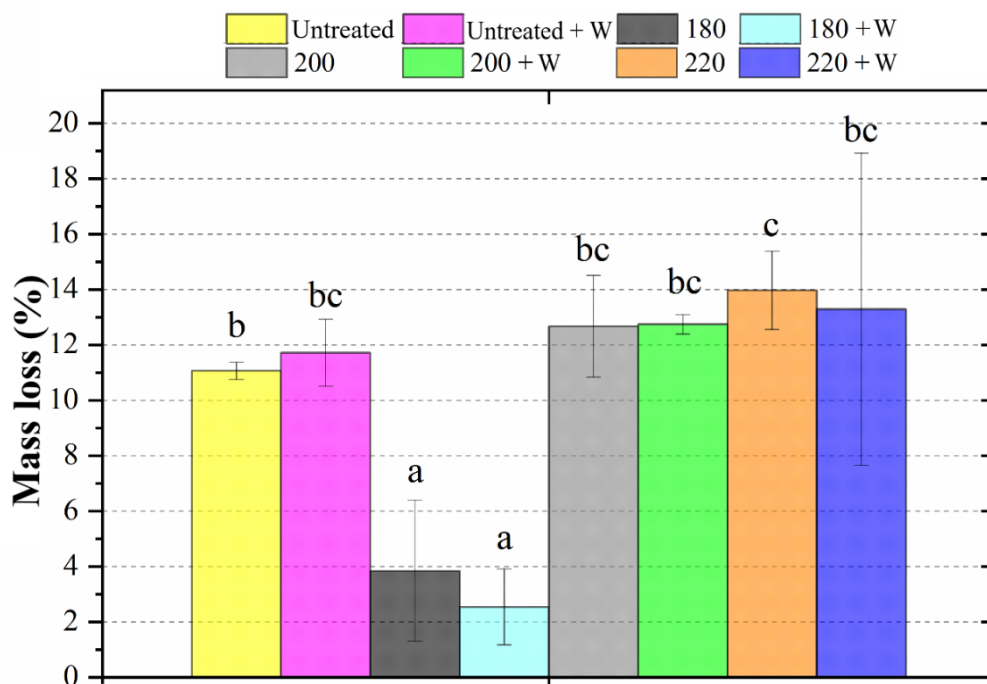 Untreated Untreated + W 180 180 + W
200 200 + W 220 220 + W
Mass loss (%)
20
18
16
14
12
10
8
6
4
2
0
b
bc
a
a
bc
bc
c
bc